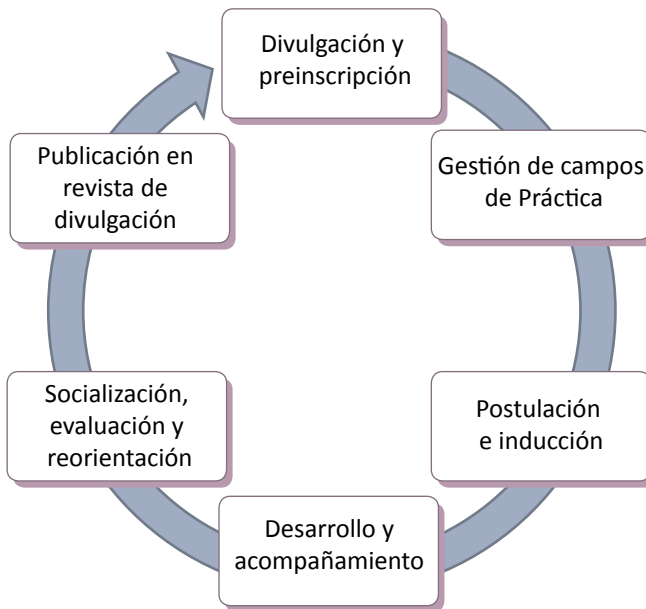 Divulgación y
preinscripción
Gestión de campos
de Práctica
Postulación
e inducción
Desarrollo y
acompañamiento
Socialización,
evaluación y
reorientación
Publicación en
revista de
divulgación